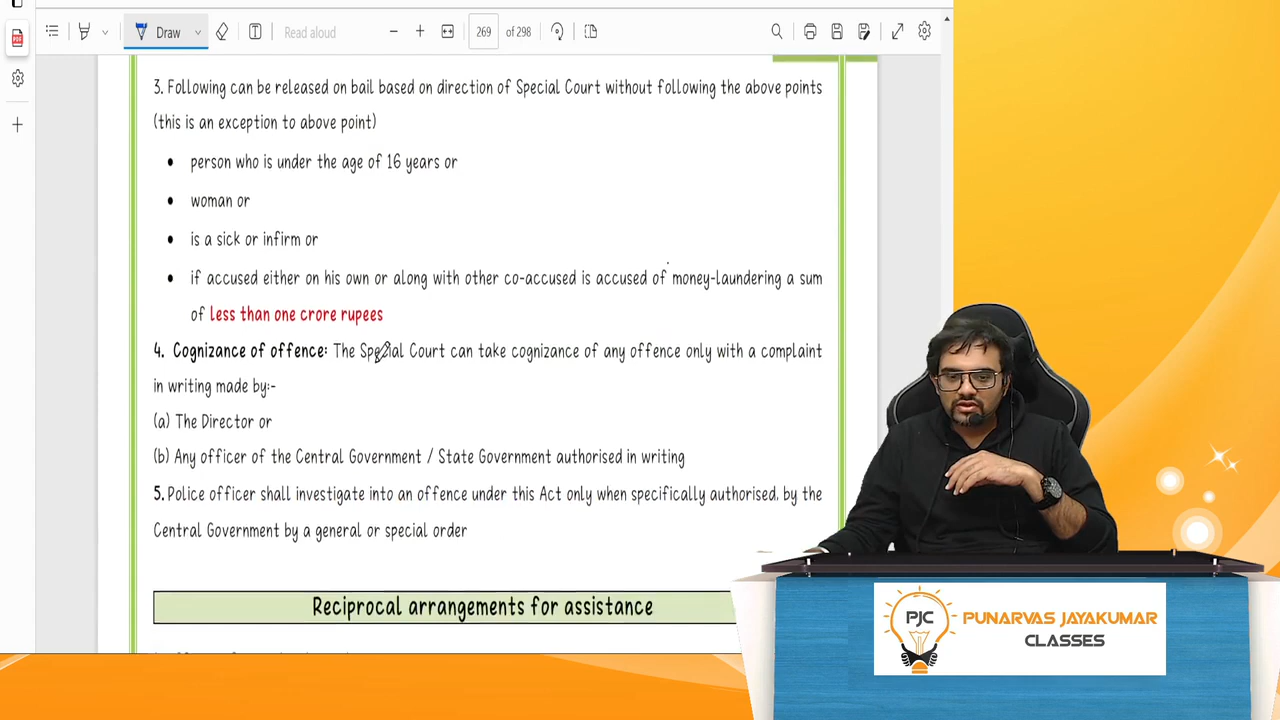 Draw
Read aloud
269
of 298
3. Following can be released on bail based on direction of Special Court without following the above points
(this is an exception to above point)
• person who is under the age of 16 years or
• woman or
• is a sick or infirm or
• if accused either on his own or along with other co-accused is accused of money-laundering a sum
of less than one crore rupees
4. Cognizance of offence: The Special Court can take cognizance of any offence only with a complaint
in writing made by:-
(a) The Director or
(b) Any officer of the Central Government / State Government authorised in writing
5. Police officer shall investigate into an offence under this Act only when specifically authorised, by the
Central Government by a general or special order
Reciprocal arrangements for assistance
PJC
PUNARVAS JAYAKUMAR
CLASSES